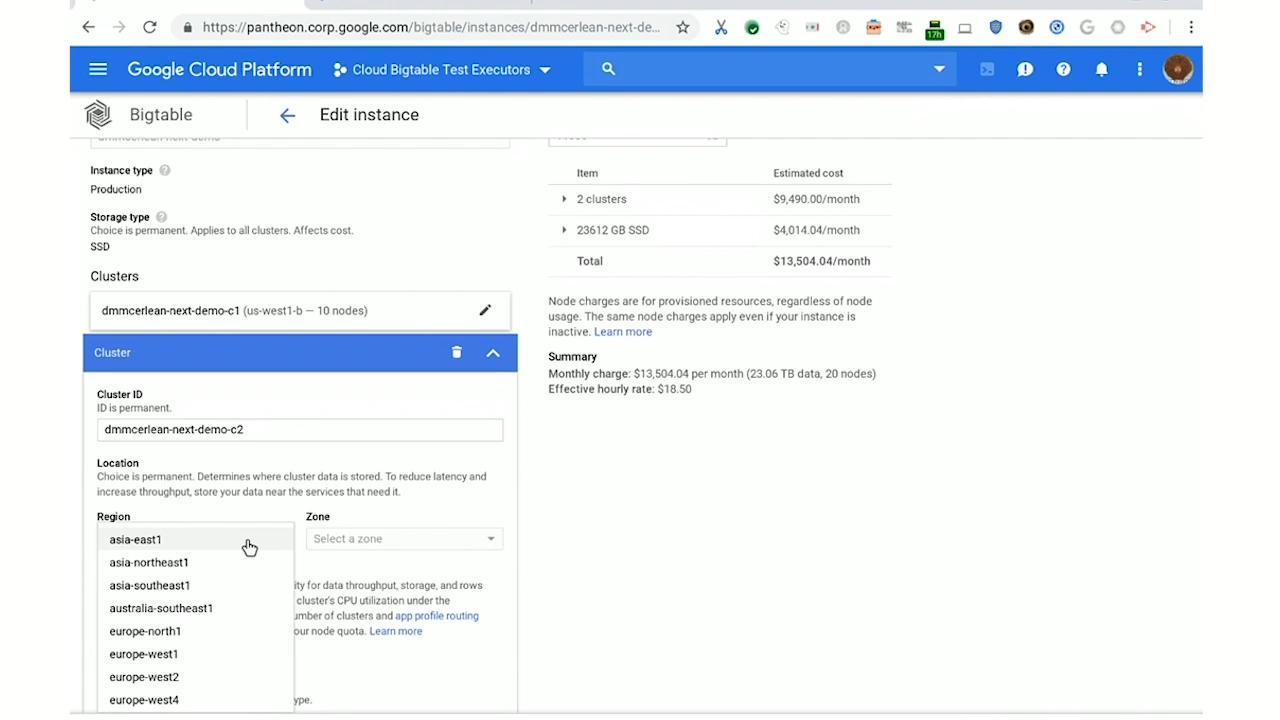 https://pantheon.corp.google.com/bigtable/instances/dmmcerlean-next-de...
17h
Google Cloud Platform
Cloud Bigtable Test Executors
Bigtable
Edit instance
Instance type
Production
Storage type
Choice is permanent. Applies to all clusters. Affects cost.
SSD
Clusters
dmmcerlean-next-demo-c1 (us-west1-b — 10 nodes)
Cluster
Cluster ID
ID is permanent.
dmmcerlean-next-demo-c2
Location
Choice is permanent. Determines where cluster data is stored. To reduce latency and
increase throughput, store your data near the services that need it.
Region
Zone
asia-east1
Select a zone
asia-northeast1
asia-southeast1
australia-southeast1
europe-north1
europe-west1
europe-west2
europe-west4
ity for data throughput, storage, and rows
cluster's CPU utilization under the
umber of clusters and app profile routing
our node quota. Learn more
ype.
Item Estimated cost
2 clusters $9,490.00/month
23612 GB SSD $4,014.04/month
Total $13,504.04/month
Node charges are for provisioned resources, regardless of node
usage. The same node charges apply even if your instance is
inactive. Learn more
Summary
Monthly charge: $13,504.04 per month (23.06 TB data, 20 nodes)
Effective hourly rate: $18.50